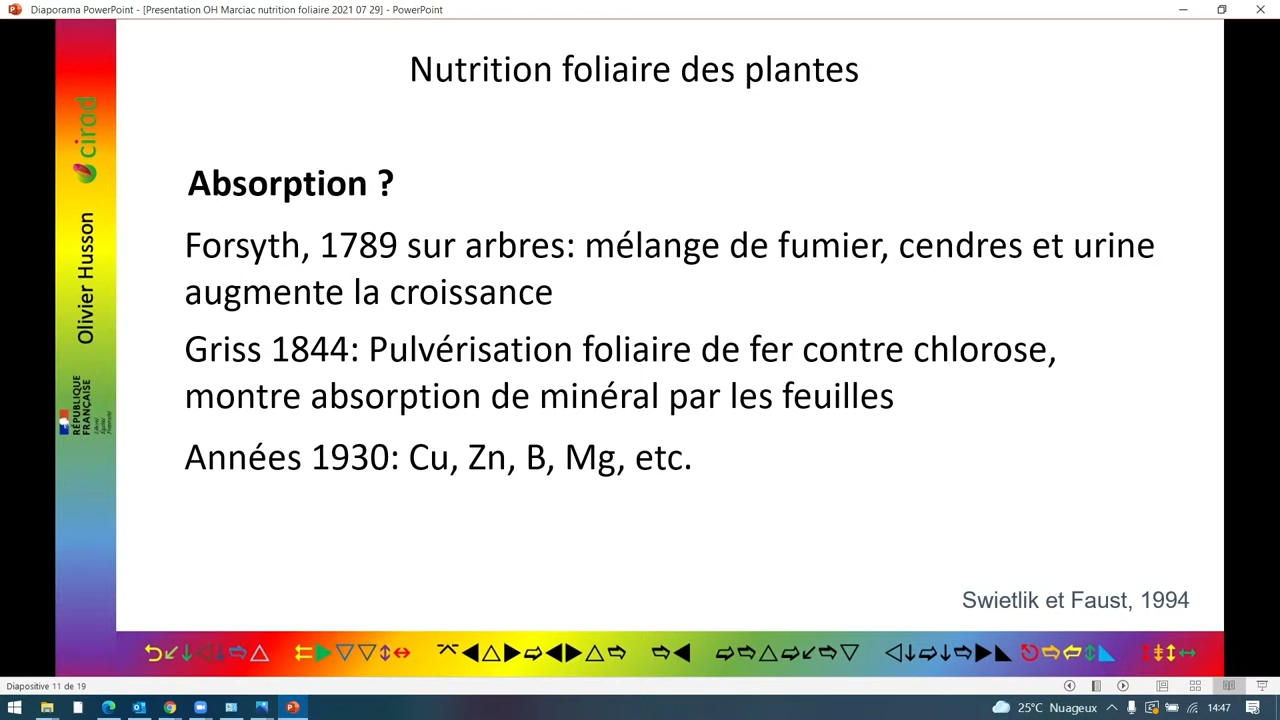 Diaporama PowerPoint - [Presentation OH Marciac nutrition foliaire 2021 07 29] - PowerPoint
Nutrition foliaire des plantes
cirad
Olivier Husson
RÉPUBLIQUE
FRANÇAISE
Absorption ?
Forsyth, 1789 sur arbres: mélange de fumier, cendres et urine
augmente la croissance
Griss 1844: Pulvérisation foliaire de fer contre chlorose,
montre absorption de minéral par les feuilles
Années 1930: Cu, Zn, B, Mg, etc.
Swietlik et Faust, 1994
Diapositive 11 de 19
25°C Nuageux
14:47